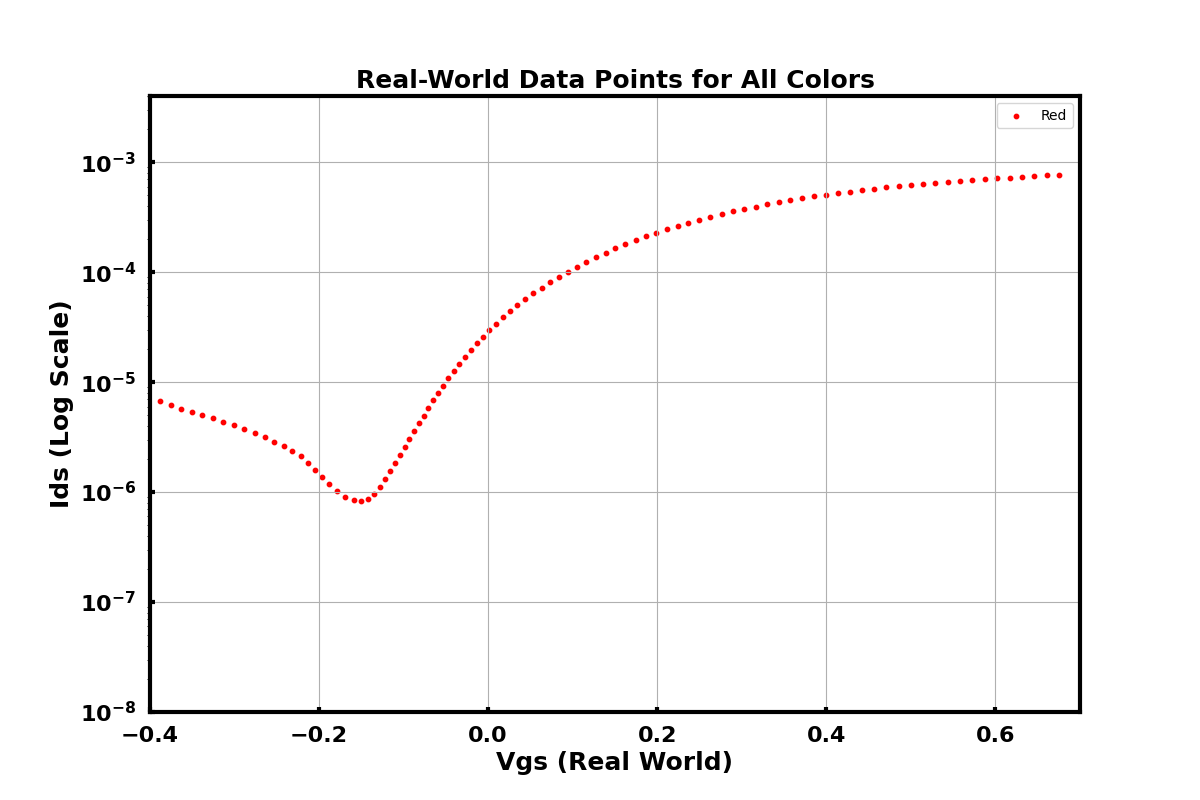 Real-World Data Points for All Colors
Red
10⁻³
10⁻⁴
10⁻⁵
10⁻⁶
10⁻⁷
10⁻⁸
Ids (Log Scale)
−0.4 −0.2 0.0 0.2 0.4 0.6
Vgs (Real World)